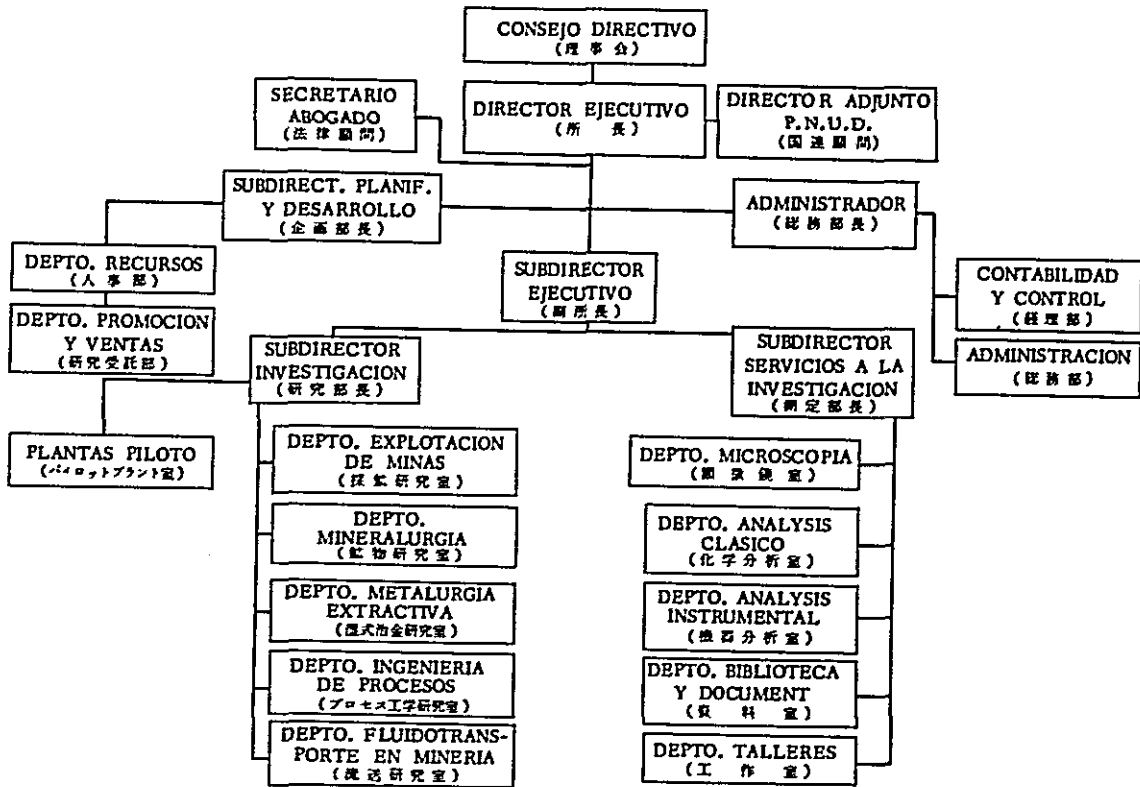 CONSEJO DIRECTIVO
(理事会)
SECRETARIO
ABOGADO
(法律顧問)
DIRECTOR EJECUTIVO
(所長)
DIRECTOR ADJUNTO
P.N.U.D.
(国連顧問)
SUBDIRECT. PLANIF.
Y DESARROLLO
(企画部長)
ADMINISTRADOR
(総務部長)
DEPTO. RECURSOS
(人事部)
SUBDIRECTOR
EJECUTIVO
(副所長)
CONTABILIDAD
Y CONTROL
(経理部)
DEPTO. PROMOCION
Y VENTAS
(研究受託部)
SUBDIRECTOR
INVESTIGACION
(研究部長)
SUBDIRECTOR
SERVICIOS A LA
INVESTIGACION
(測定部長)
ADMINISTRACION
(総務部)
PLANTAS PILOTO
(パイロットプラント室)
DEPTO. EXPLOTACION
DE MINAS
(採鉱研究室)
DEPTO.
MINERALURGIA
(鉱物研究室)
DEPTO. METALURGIA
EXTRACTIVA
(湿式冶金研究室)
DEPTO. INGENIERIA
DE PROCESOS
(プロセス工学研究室)
DEPTO. FLUIDOTRANS-
PORTE EN MINERIA
(流送研究室)
DEPTO. MICROSCOPIA
(顕微鏡室)
DEPTO. ANALYSIS
CLASICO
(化学分析室)
DEPTO. ANALYSIS
INSTRUMENTAL
(機器分析室)
DEPTO. BIBLIOTECA
Y DOCUMENT
(資料室)
DEPTO. TALLERES
(工作室)